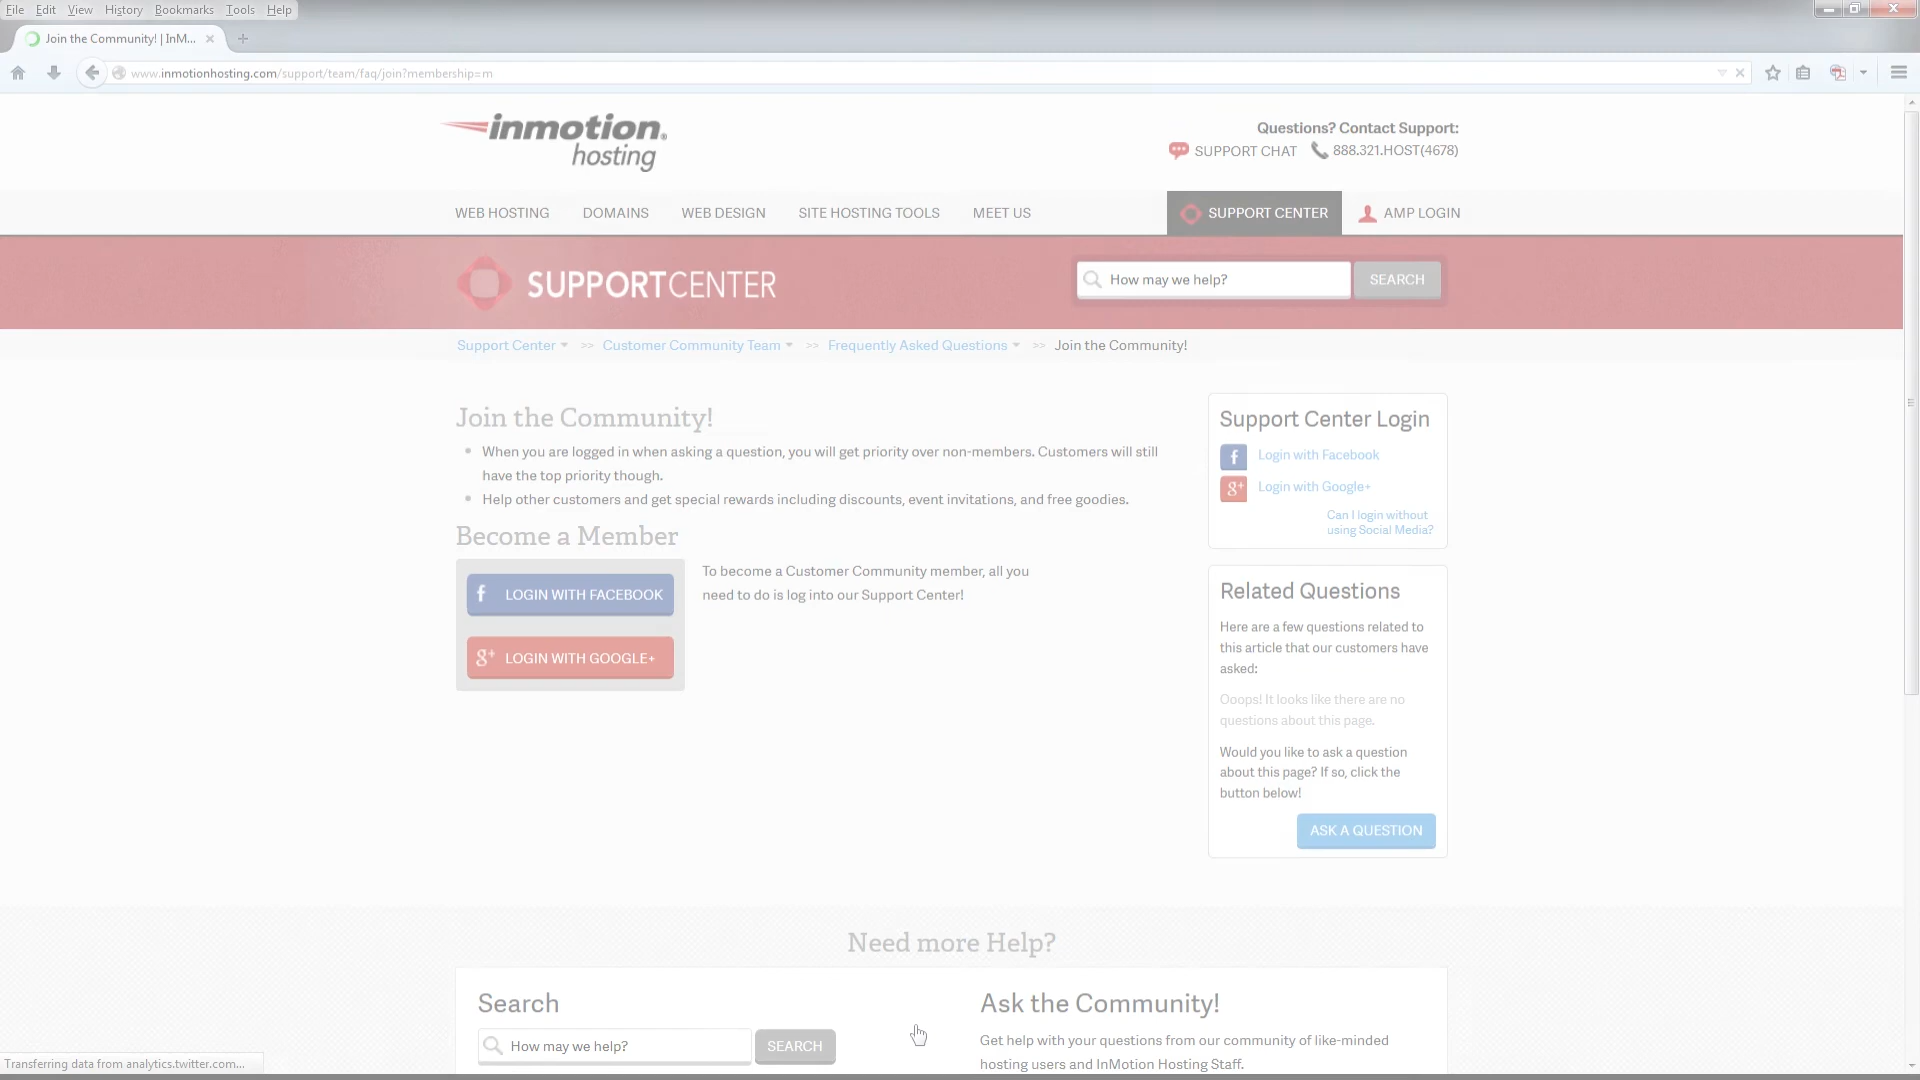 File Edit View History Bookmarks Tools Help
Join the Community! | InM...
www.inmotionhosting.com/support/team/faq/join?membership=m
inmotion
hosting
Questions? Contact Support:
SUPPORT CHAT 888.321.HOST(4678)
WEB HOSTING DOMAINS WEB DESIGN SITE HOSTING TOOLS MEET US SUPPORT CENTER AMP LOGIN
SUPPORTCENTER
How may we help? SEARCH
Support Center >> Customer Community Team >> Frequently Asked Questions >> Join the Community!
Join the Community!
• When you are logged in when asking a question, you will get priority over non-members. Customers will still
have the top priority though.
• Help other customers and get special rewards including discounts, event invitations, and free goodies.
Become a Member
f LOGIN WITH FACEBOOK
g+ LOGIN WITH GOOGLE+
To become a Customer Community member, all you
need to do is log into our Support Center!
Support Center Login
f Login with Facebook
g+ Login with Google+
Can I login without
using Social Media?
Related Questions
Here are a few questions related to
this article that our customers have
asked:
Ooops! It looks like there are no
questions about this page.
Would you like to ask a question
about this page? If so, click the
button below!
ASK A QUESTION
Need more Help?
Search
How may we help? SEARCH
Ask the Community!
Get help with your questions from our community of like-minded
hosting users and InMotion Hosting Staff.
Transferring data from analytics.twitter.com...